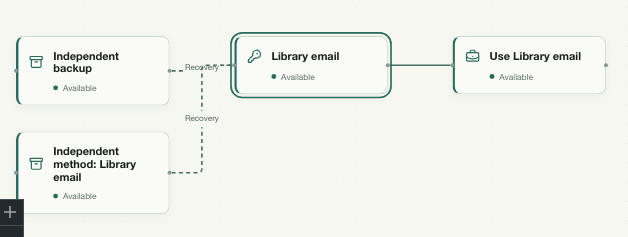 Independent
backup
Available
Recovery
Library email
Available
Use Library email
Available
Recovery
Independent
method: Library
email
Available